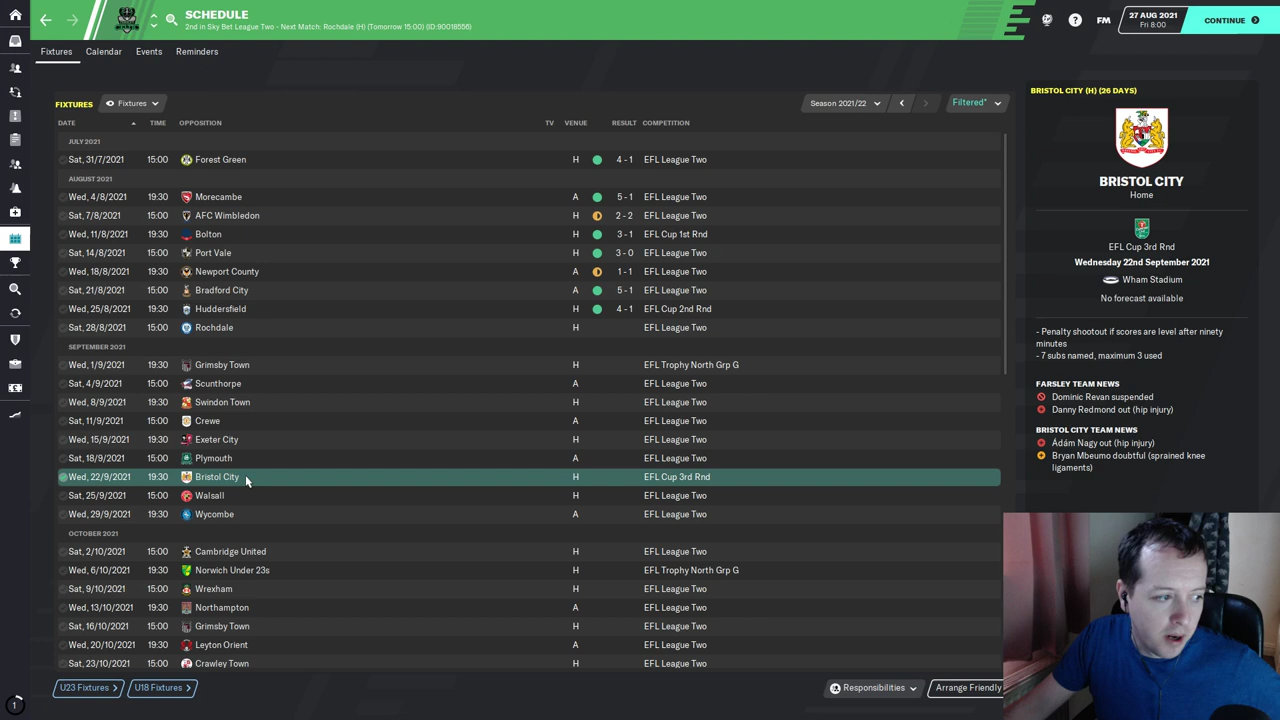 SCHEDULE
2nd in Sky Bet League Two - Next Match: Rochdale (H) (Tomorrow 15:00) (ID:90018556)
FM
27 AUG 2021
Fri 8:00
CONTINUE
Fixtures Calendar Events Reminders
FIXTURES Fixtures Season 2021/22 Filtered*
DATE TIME OPPOSITION TV VENUE RESULT COMPETITION
JULY 2021
Sat, 31/7/2021 15:00 Forest Green H 4 - 1 EFL League Two
AUGUST 2021
Wed, 4/8/2021 19:30 Morecambe A 5 - 1 EFL League Two
Sat, 7/8/2021 15:00 AFC Wimbledon H 2 - 2 EFL League Two
Wed, 11/8/2021 19:30 Bolton H 3 - 1 EFL Cup 1st Rnd
Sat, 14/8/2021 15:00 Port Vale H 3 - 0 EFL League Two
Wed, 18/8/2021 19:30 Newport County A 1 - 1 EFL League Two
Sat, 21/8/2021 15:00 Bradford City A 5 - 1 EFL League Two
Wed, 25/8/2021 19:30 Huddersfield H 4 - 1 EFL Cup 2nd Rnd
Sat, 28/8/2021 15:00 Rochdale H EFL League Two
SEPTEMBER 2021
Wed, 1/9/2021 19:30 Grimsby Town H EFL Trophy North Grp G
Sat, 4/9/2021 15:00 Scunthorpe A EFL League Two
Wed, 8/9/2021 19:30 Swindon Town H EFL League Two
Sat, 11/9/2021 15:00 Crewe A EFL League Two
Wed, 15/9/2021 19:30 Exeter City H EFL League Two
Sat, 18/9/2021 15:00 Plymouth A EFL League Two
Wed, 22/9/2021 19:30 Bristol City H EFL Cup 3rd Rnd
Sat, 25/9/2021 15:00 Walsall H EFL League Two
Wed, 29/9/2021 19:30 Wycombe A EFL League Two
OCTOBER 2021
Sat, 2/10/2021 15:00 Cambridge United H EFL League Two
Wed, 6/10/2021 19:30 Norwich Under 23s H EFL Trophy North Grp G
Sat, 9/10/2021 15:00 Wrexham H EFL League Two
Wed, 13/10/2021 19:30 Northampton A EFL League Two
Sat, 16/10/2021 15:00 Grimsby Town H EFL League Two
Wed, 20/10/2021 19:30 Leyton Orient A EFL League Two
Sat, 23/10/2021 15:00 Crawley Town H EFL League Two
U23 Fixtures U18 Fixtures Responsibilities Arrange Friendly
BRISTOL CITY (H) (26 DAYS)
BRISTOL CITY
Home
EFL Cup 3rd Rnd
Wednesday 22nd September 2021
Wham Stadium
No forecast available
- Penalty shootout if scores are level after ninety
minutes
- 7 subs named, maximum 3 used
FARSLEY TEAM NEWS
Dominic Revan suspended
Danny Redmond out (hip injury)
BRISTOL CITY TEAM NEWS
Ádám Nagy out (hip injury)
Bryan Mbeumo doubtful (sprained knee
ligaments)
1